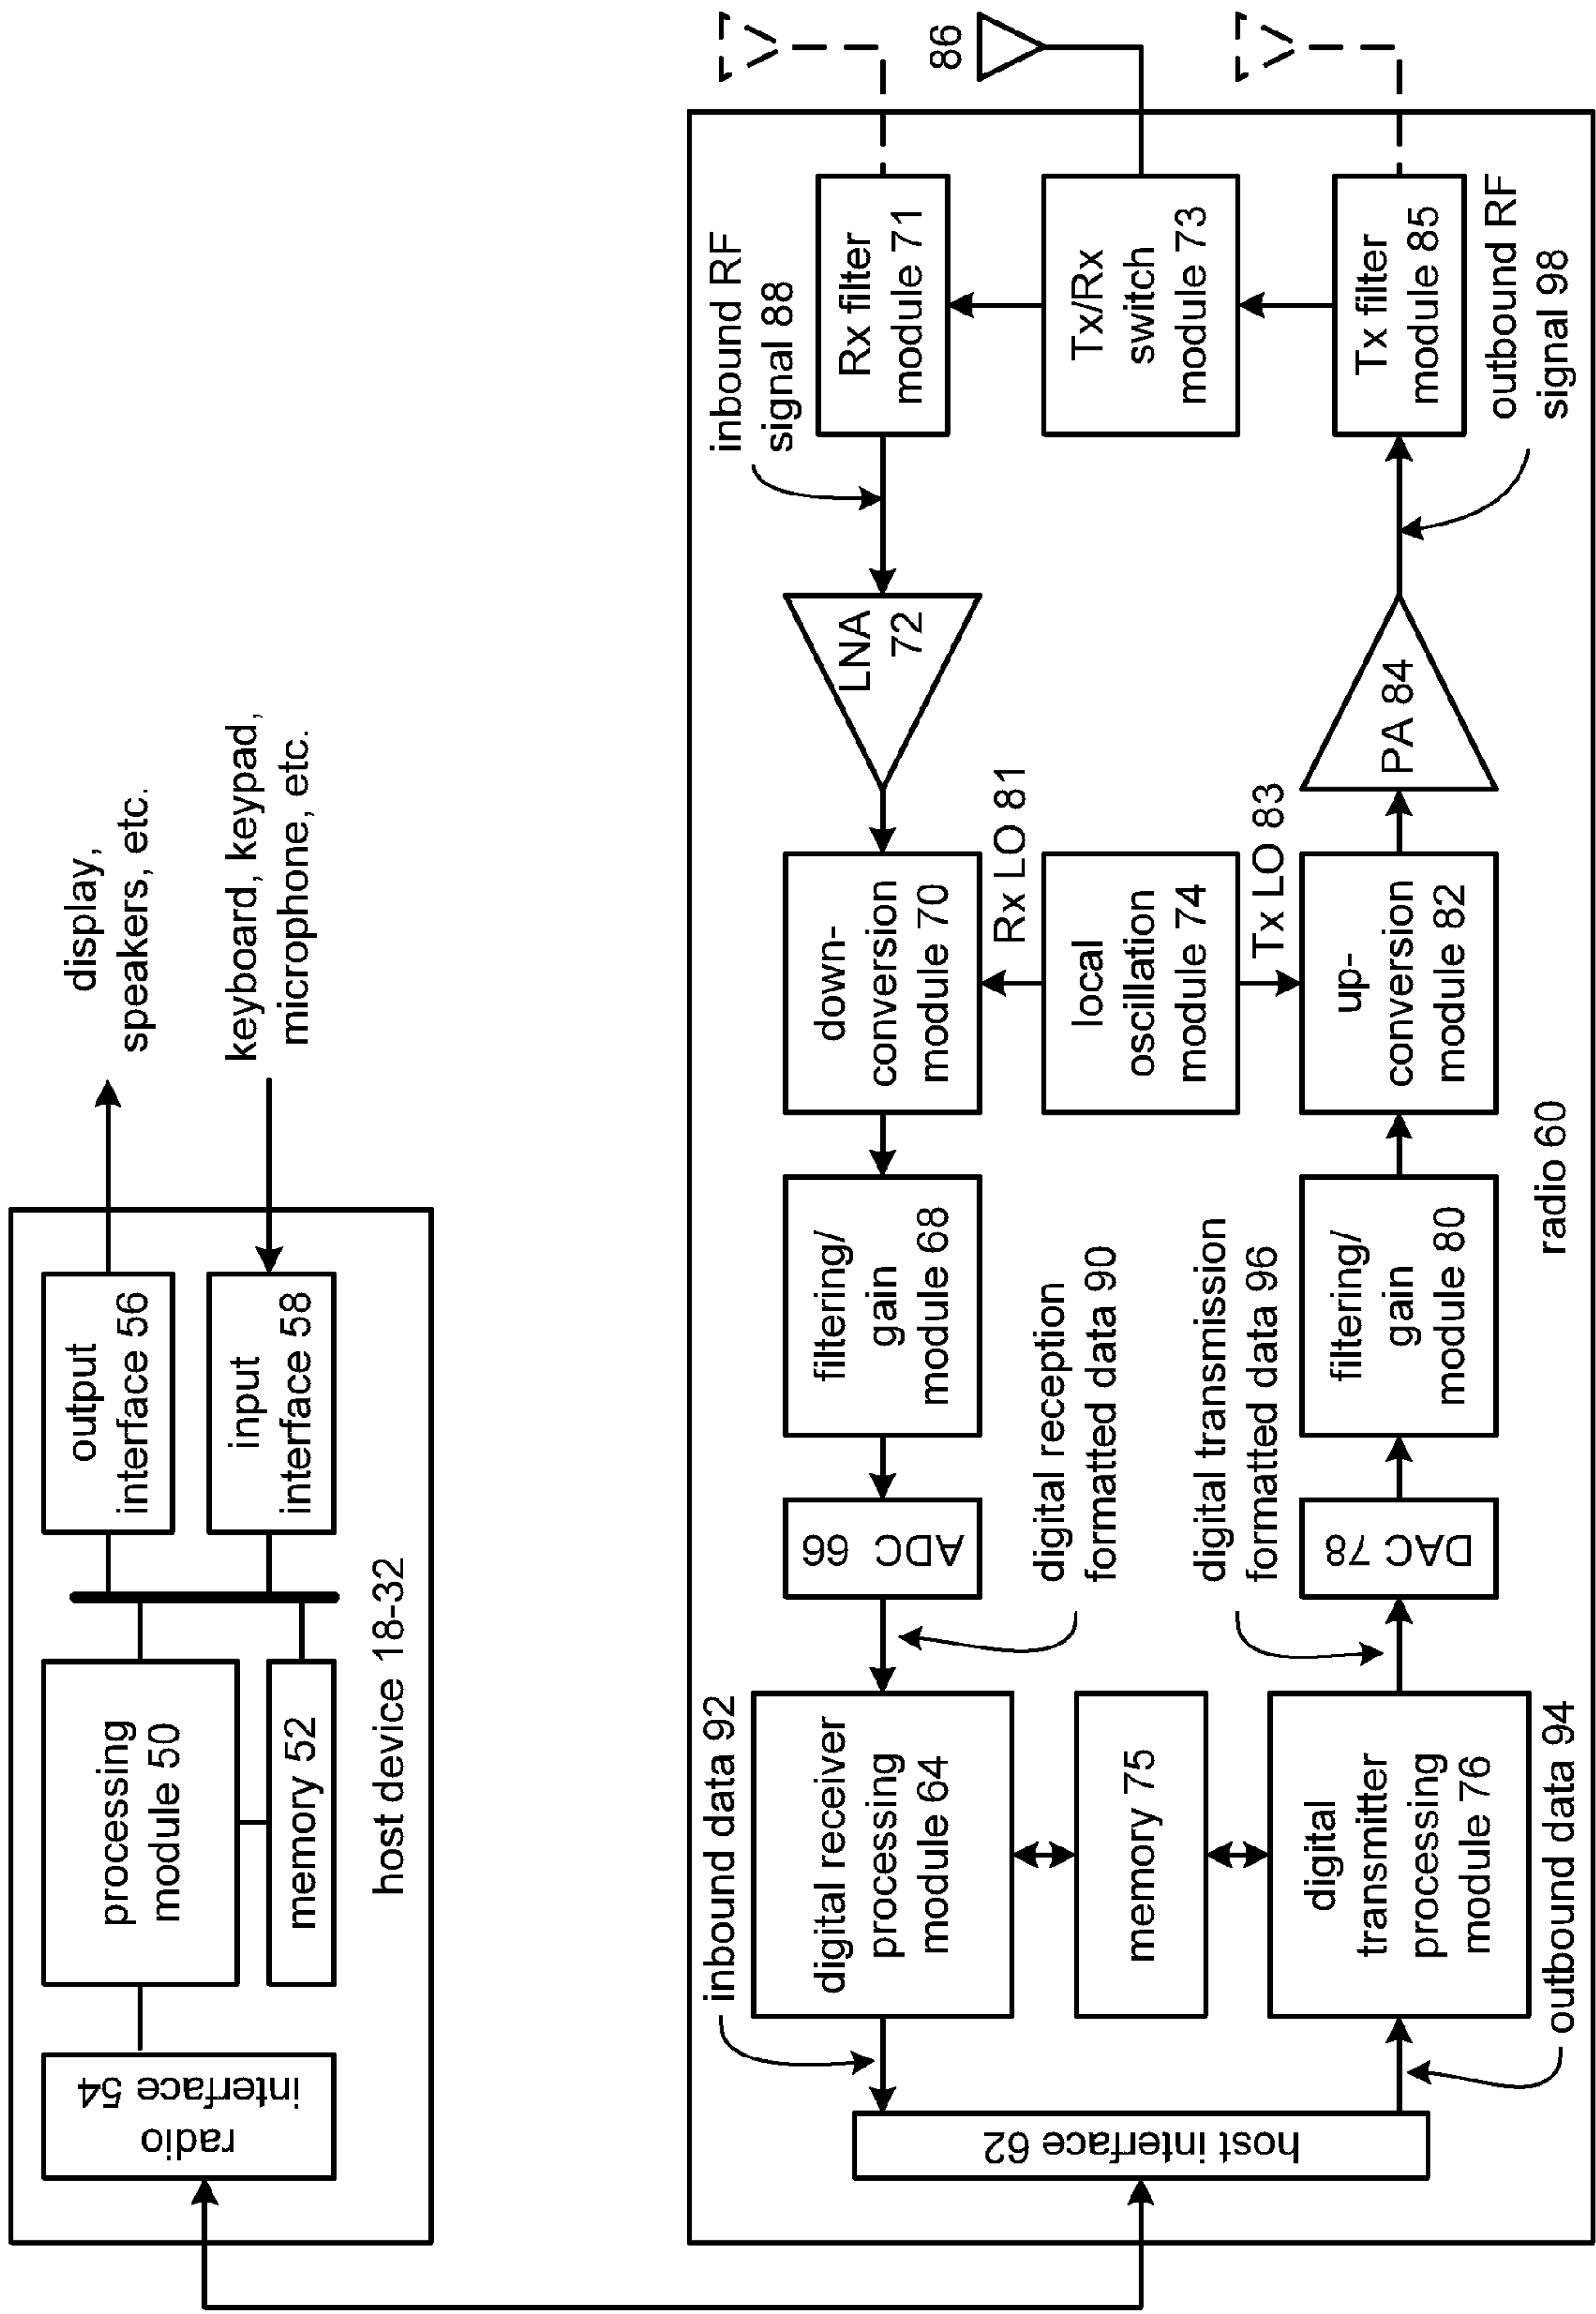 display,
speakers, etc.
keyboard, keypad,
microphone, etc.
output
interface 56
input
interface 58
processing
module 50
memory 52
radio
interface 54
host device 18-32
86
inbound RF
signal 88
Rx filter
module 71
Tx/Rx
switch
module 73
Tx filter
module 85
outbound RF
signal 98
LNA
72
PA 84
down-
conversion
module 70
Rx LO 81
local
oscillation
module 74
Tx LO 83
up-
conversion
module 82
filtering/
gain
module 68
filtering/
gain
module 80
radio 60
ADC 66
digital reception
formatted data 90
digital transmission
formatted data 96
DAC 78
inbound data 92
digital receiver
processing
module 64
memory 75
digital
transmitter
processing
module 76
outbound data 94
host interface 62